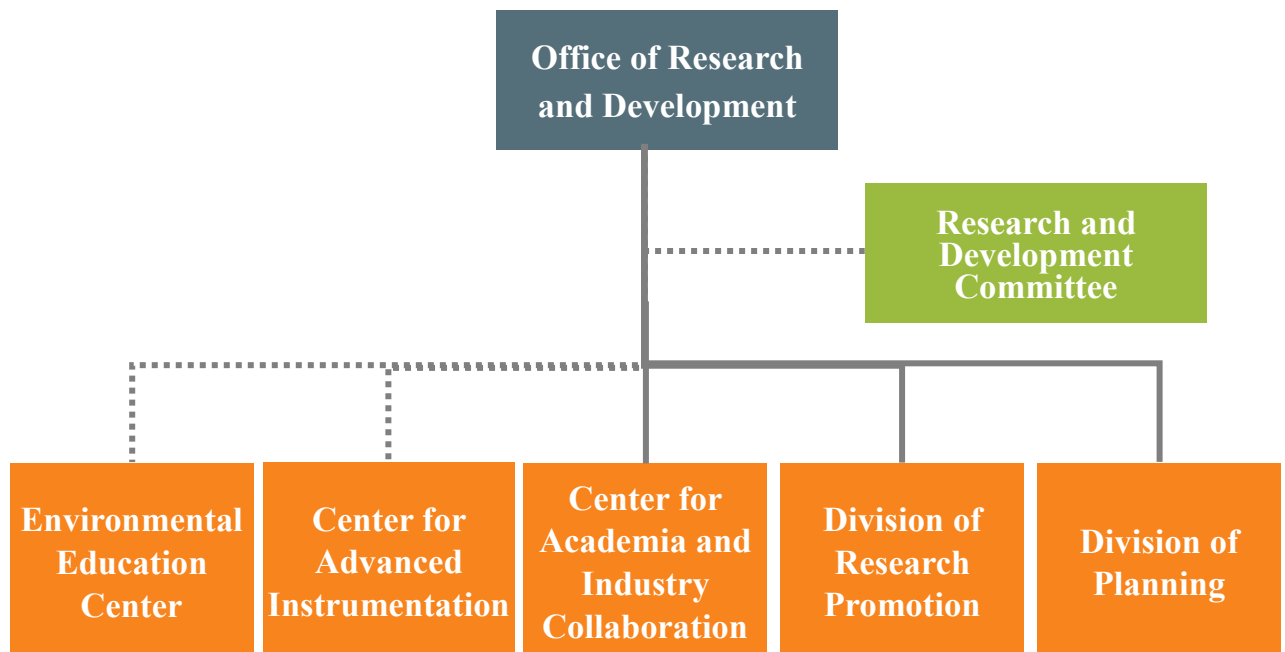 Office of Research
and Development
Research and
Development
Committee
Environmental
Education
Center
Center for
Advanced
Instrumentation
Center for
Academia and
Industry
Collaboration
Division of
Research
Promotion
Division of
Planning